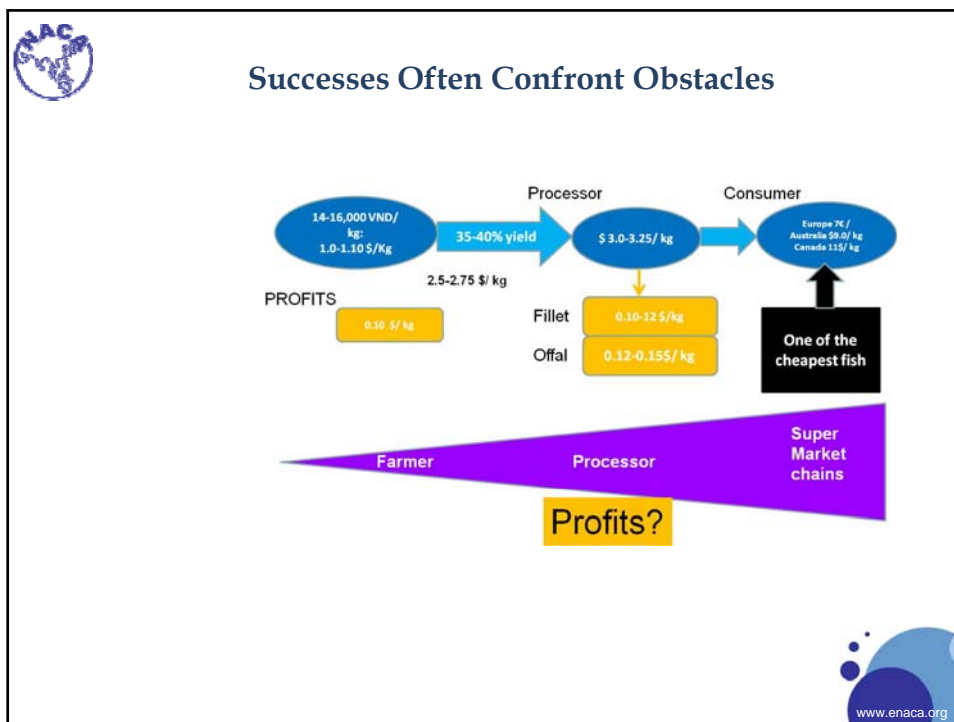 NACA
Successes Often Confront Obstacles
Processor
Consumer
14-16,000 VND/
kg:
1.0-1.10 $/Kg
35-40% yield
$ 3.0-3.25/ kg
Europe 7€ /
Australia $9.0/ kg
Canada 11$/ kg
2.5-2.75 $/ kg
PROFITS
0.10 $/ kg
Fillet
0.10-12 $/kg
Offal
0.12-0.15$/ kg
One of the
cheapest fish
Farmer
Processor
Super
Market
chains
Profits?
www.enaca.org